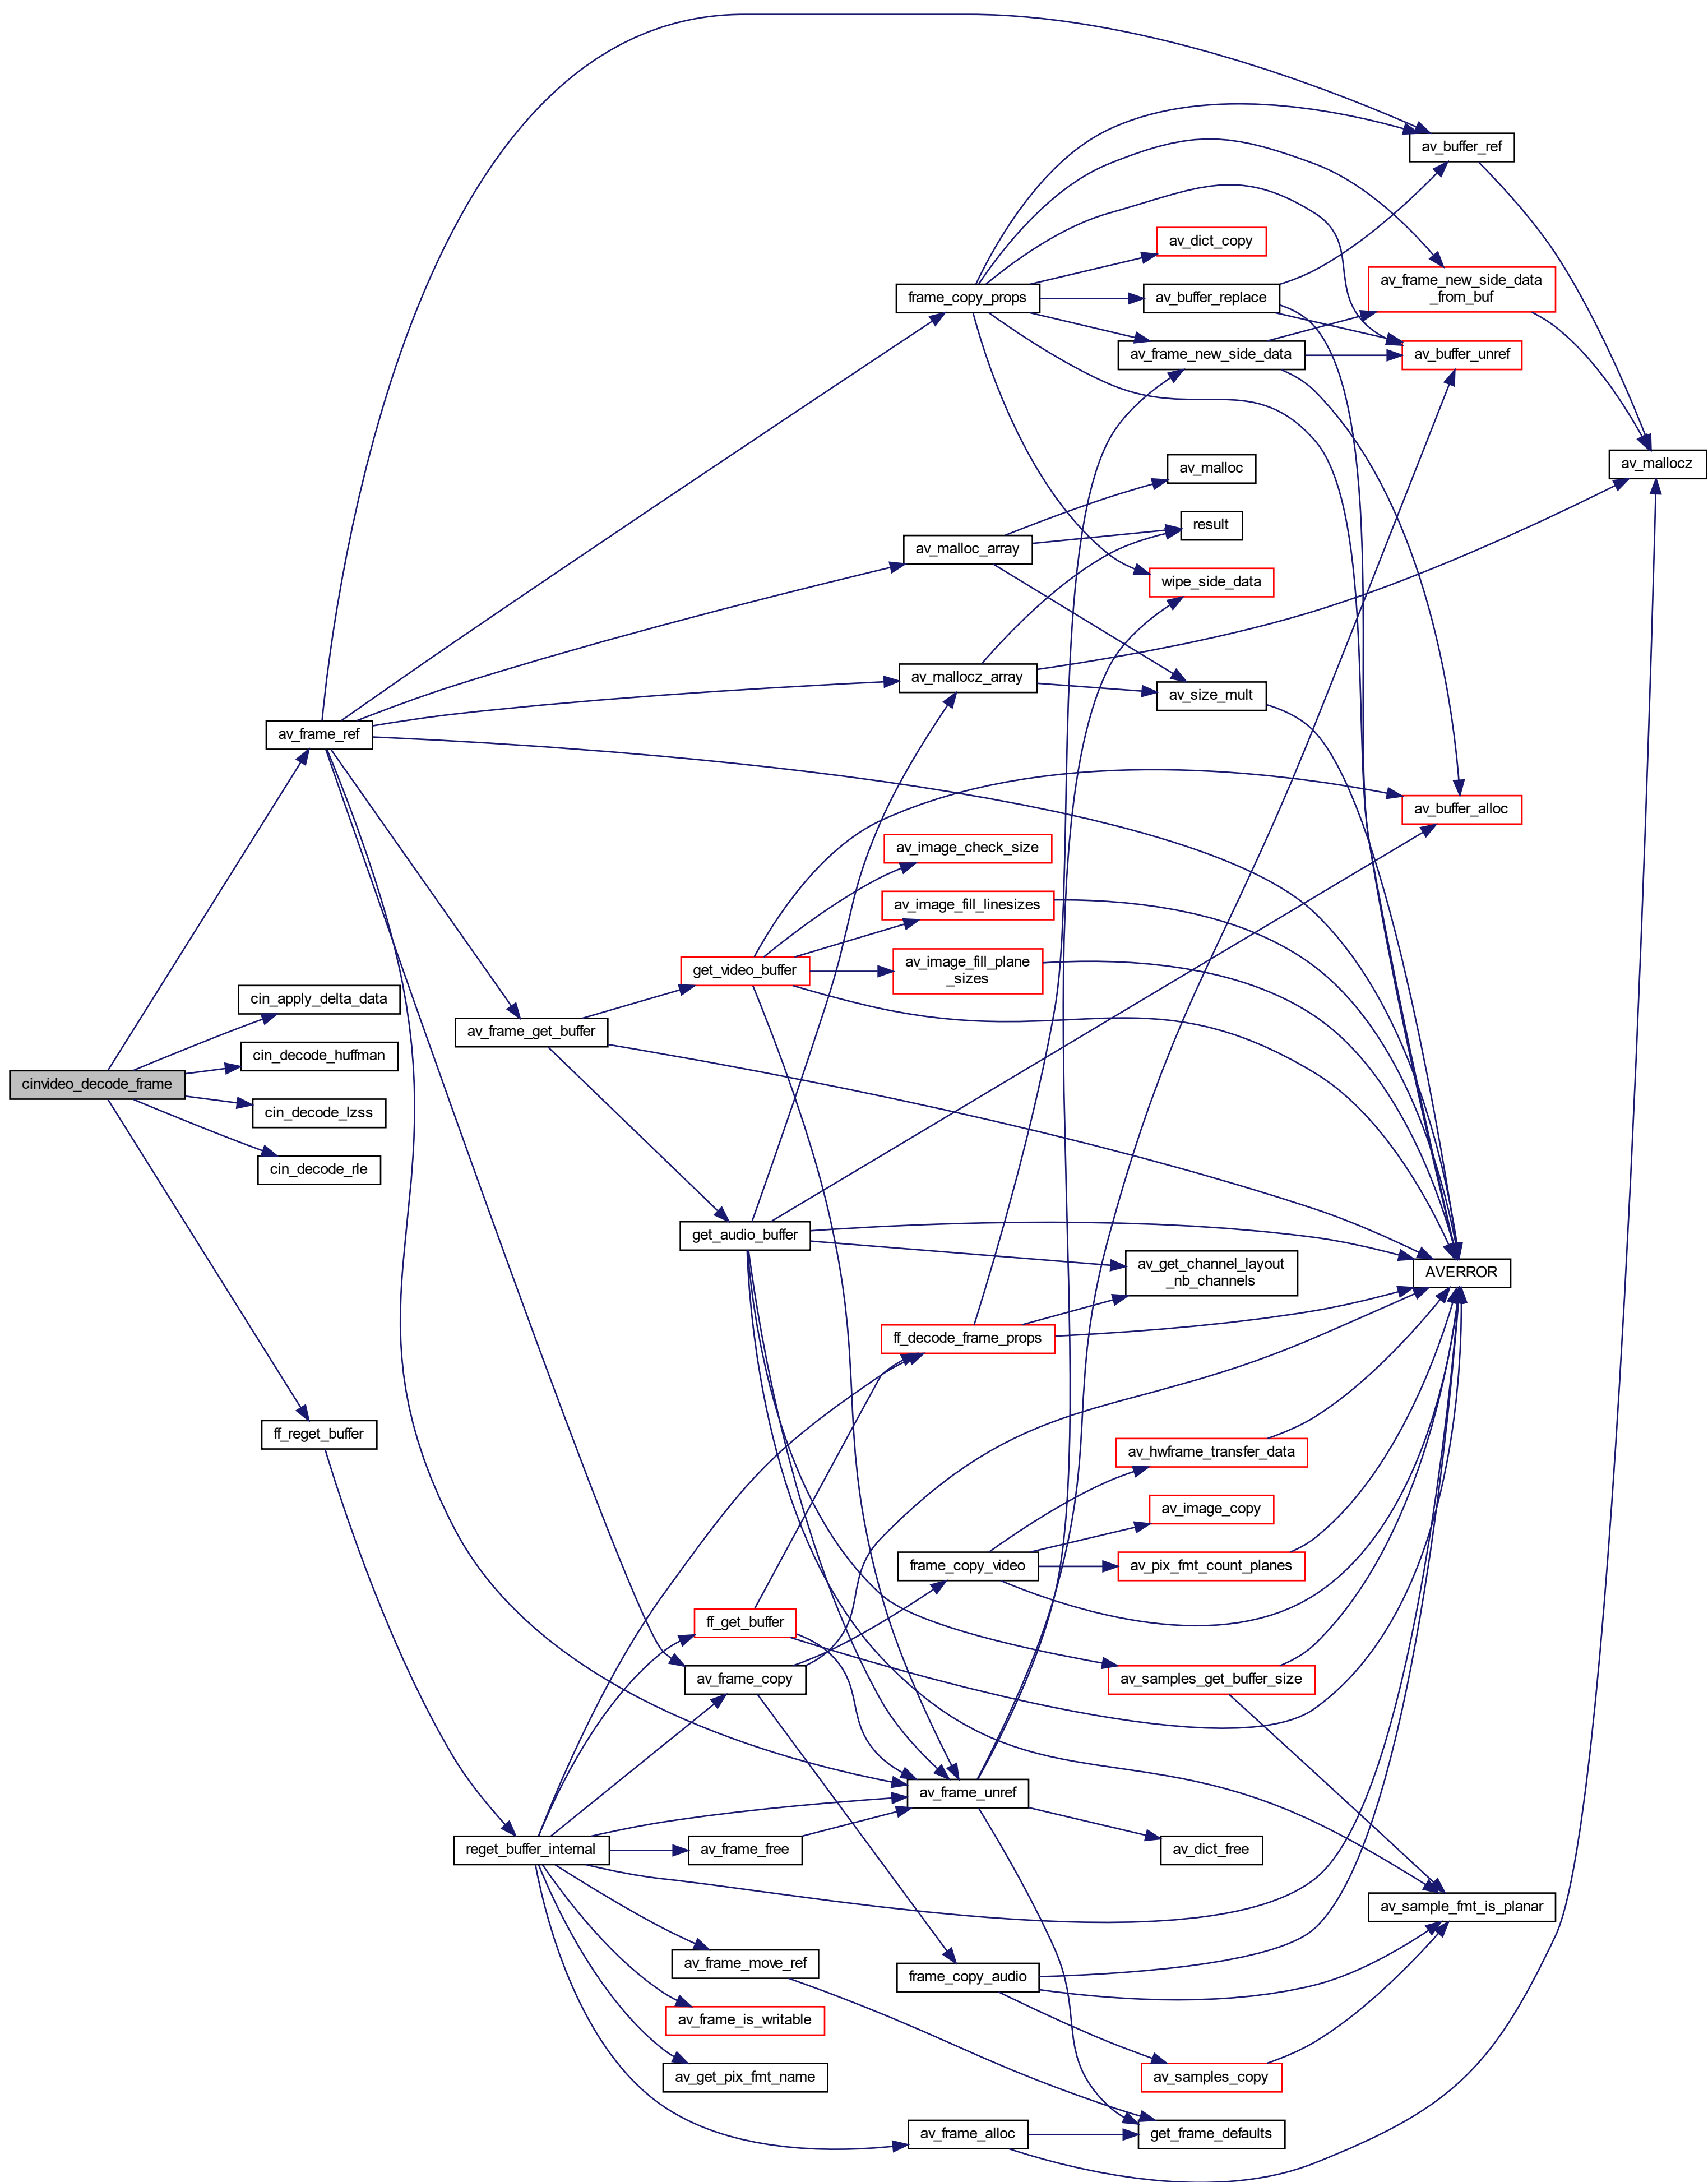 av_buffer_ref
av_dict_copy
av_frame_new_side_data
_from_buf
frame_copy_props
av_buffer_replace
av_frame_new_side_data
av_buffer_unref
av_mallocz
av_malloc
result
av_malloc_array
wipe_side_data
av_mallocz_array
av_size_mult
av_frame_ref
av_buffer_alloc
av_image_check_size
av_image_fill_linesizes
get_video_buffer
av_image_fill_plane
_sizes
cin_apply_delta_data
av_frame_get_buffer
cin_decode_huffman
cinvideo_decode_frame
cin_decode_lzss
cin_decode_rle
get_audio_buffer
av_get_channel_layout
_nb_channels
AVERROR
ff_decode_frame_props
ff_reget_buffer
av_hwframe_transfer_data
av_image_copy
frame_copy_video
av_pix_fmt_count_planes
ff_get_buffer
av_frame_copy
av_samples_get_buffer_size
av_frame_unref
reget_buffer_internal
av_frame_free
av_dict_free
av_sample_fmt_is_planar
av_frame_move_ref
frame_copy_audio
av_frame_is_writable
av_get_pix_fmt_name
av_samples_copy
av_frame_alloc
get_frame_defaults